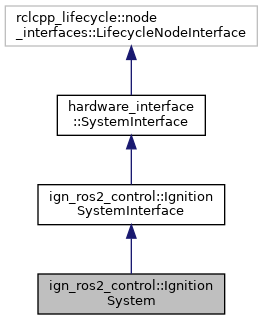 rclcpp_lifecycle::node
_interfaces::LifecycleNodeInterface
hardware_interface
::SystemInterface
ign_ros2_control::Ignition
SystemInterface
ign_ros2_control::Ignition
System